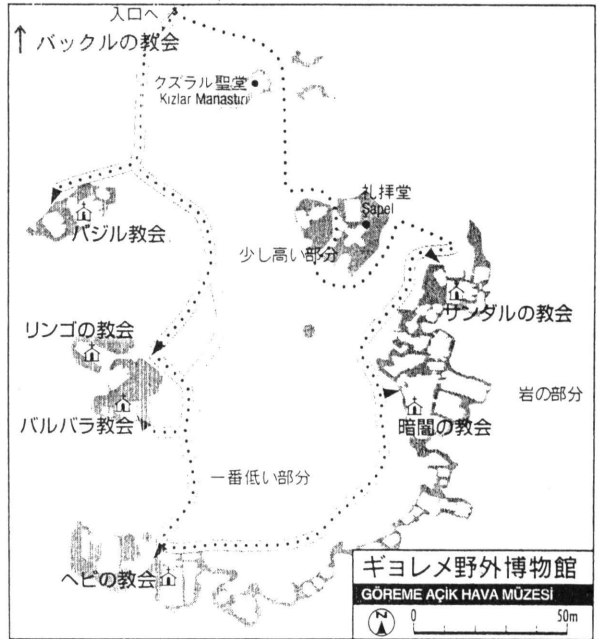 入口へ
↑ バックルの教会
クズラル聖堂
Kızlar Manastırı
礼拝堂
Şapel
バジル教会
少し高い部分
サンダルの教会
リンゴの教会
岩の部分
バルバラ教会
暗闇の教会
一番低い部分
ヘビの教会
ギョレメ野外博物館
GÖREME AÇIK HAVA MÜZESİ
N
0 50m